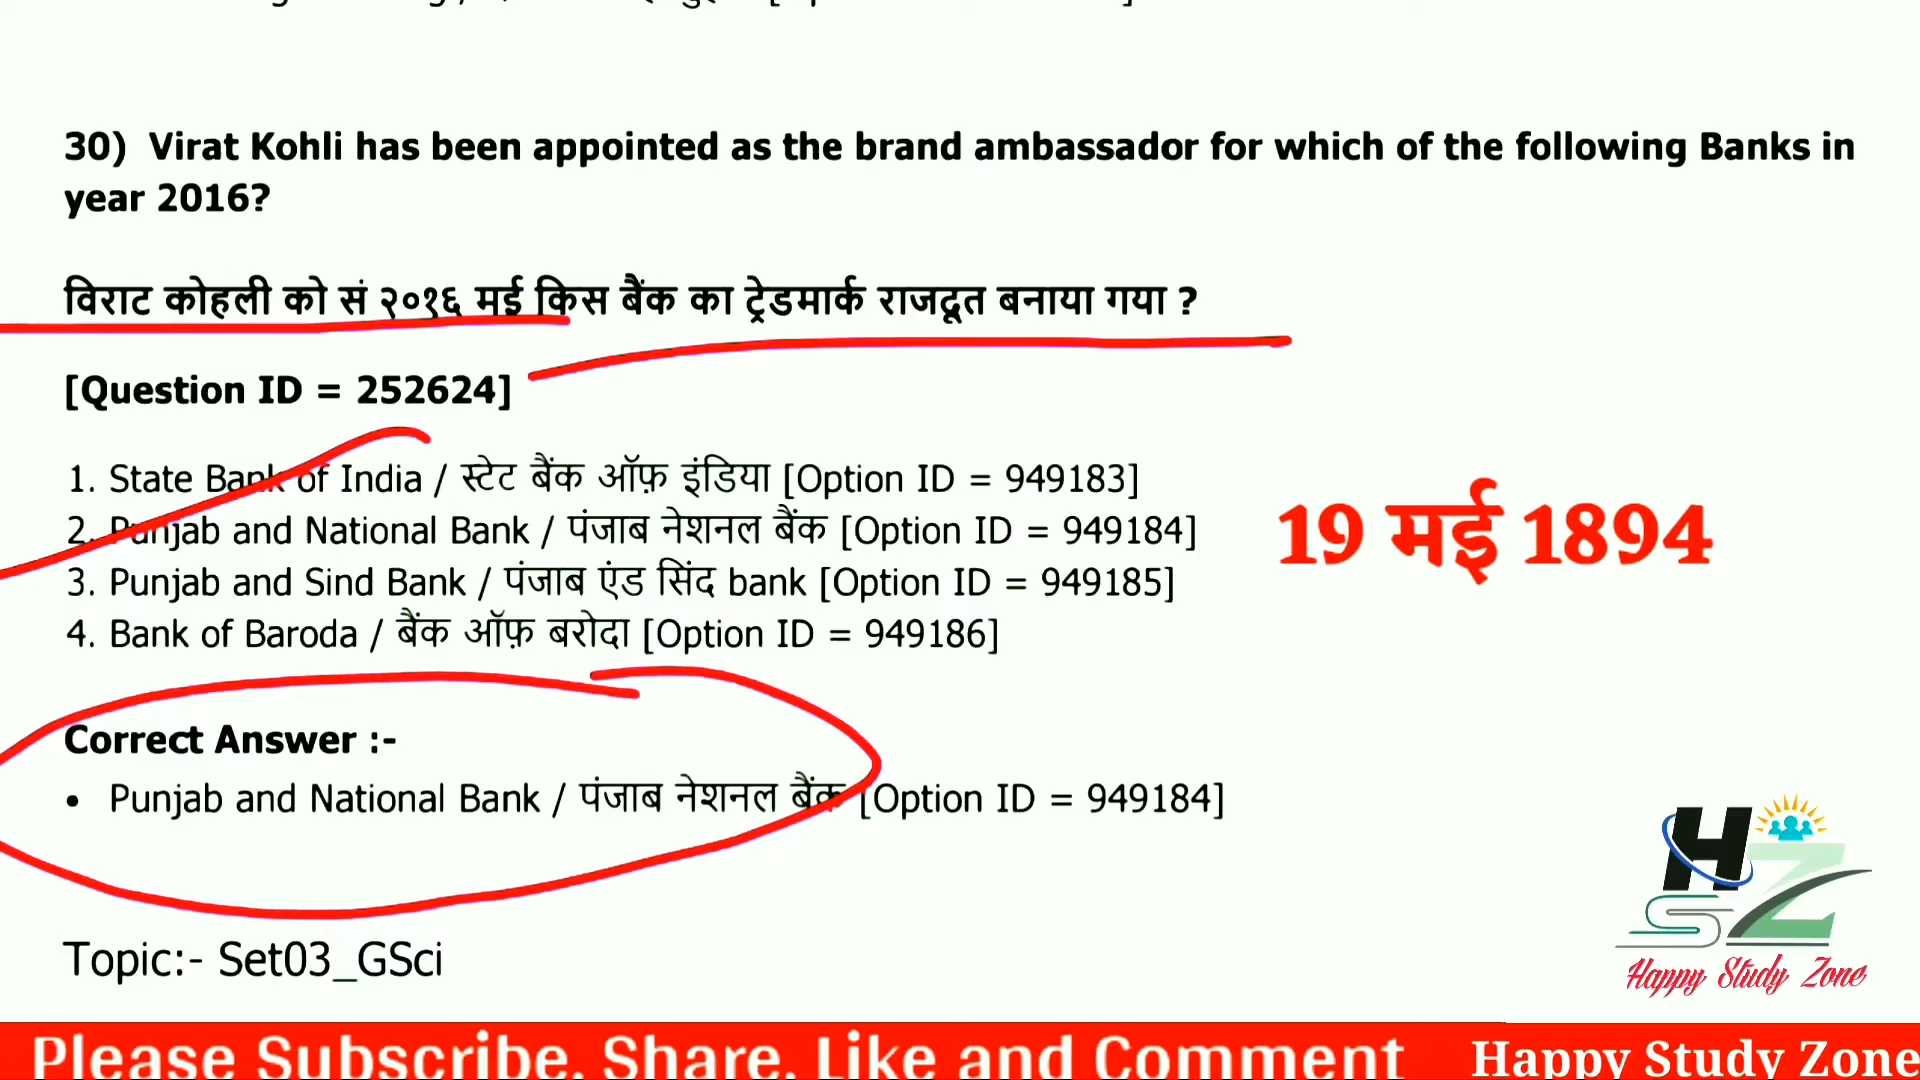 30) Virat Kohli has been appointed as the brand ambassador for which of the following Banks in
year 2016?
विराट कोहली को सं २०१६ मई किस बैंक का ट्रेडमार्क राजदूत बनाया गया ?
[Question ID = 252624]
1. State Bank of India / स्टेट बैंक ऑफ़ इंडिया [Option ID = 949183]
2. Punjab and National Bank / पंजाब नेशनल बैंक [Option ID = 949184]
3. Punjab and Sind Bank / पंजाब एंड सिंद bank [Option ID = 949185]
4. Bank of Baroda / बैंक ऑफ़ बरोदा [Option ID = 949186]
19 मई 1894
Correct Answer :-
• Punjab and National Bank / पंजाब नेशनल बैंक [Option ID = 949184]
Topic:- Set03_GSci
HSZ
Happy Study Zone
Please Subscribe, Share, Like and Comment Happy Study Zone